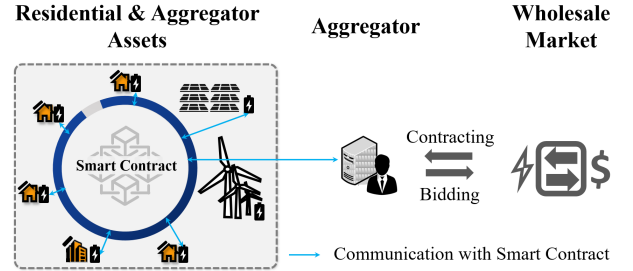 Residential & Aggregator
Assets
Aggregator
Wholesale
Market
Smart Contract
Contracting
Bidding
$
Communication with Smart Contract